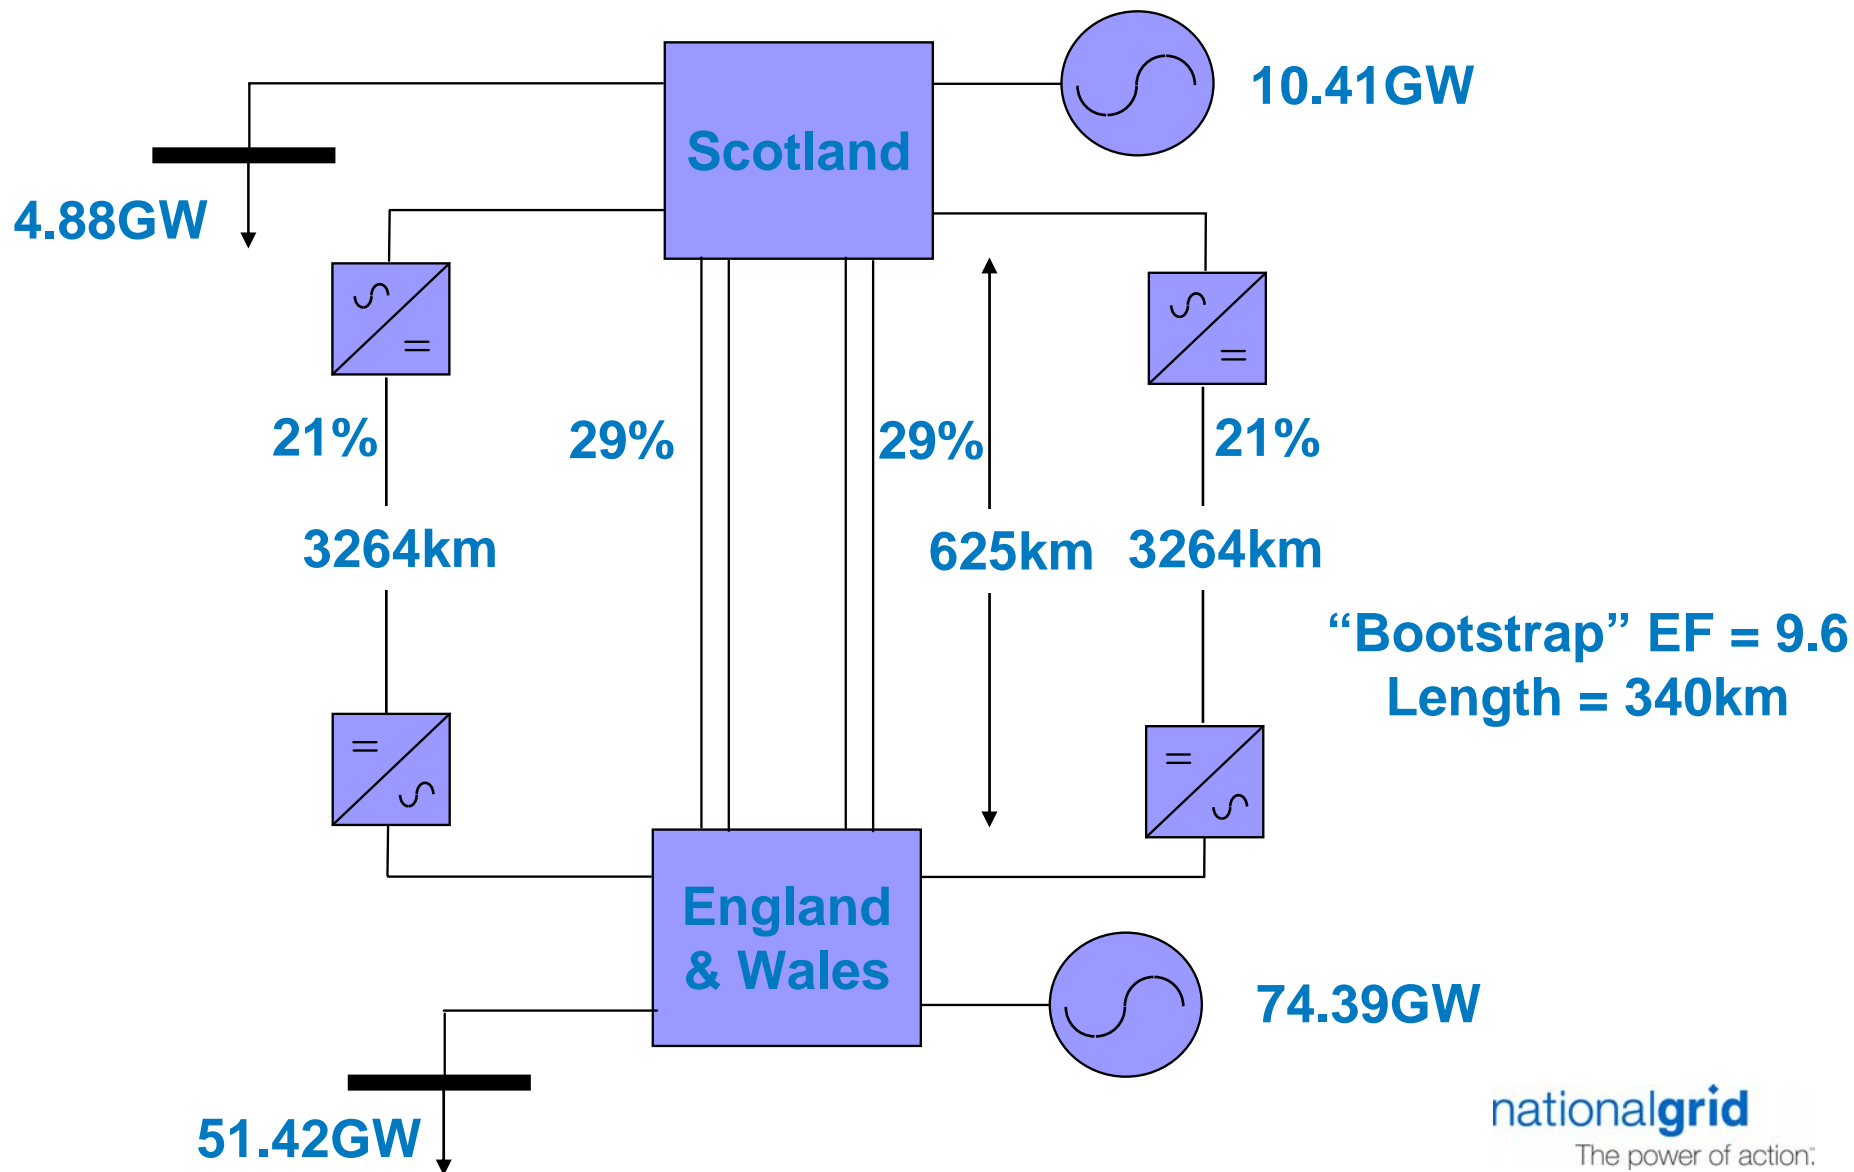 10.41GW
Scotland
4.88GW
21%
29%
29%
21%
3264km
625km
3264km
“Bootstrap” EF = 9.6
Length = 340km
England
& Wales
74.39GW
51.42GW
nationalgrid
The power of action.